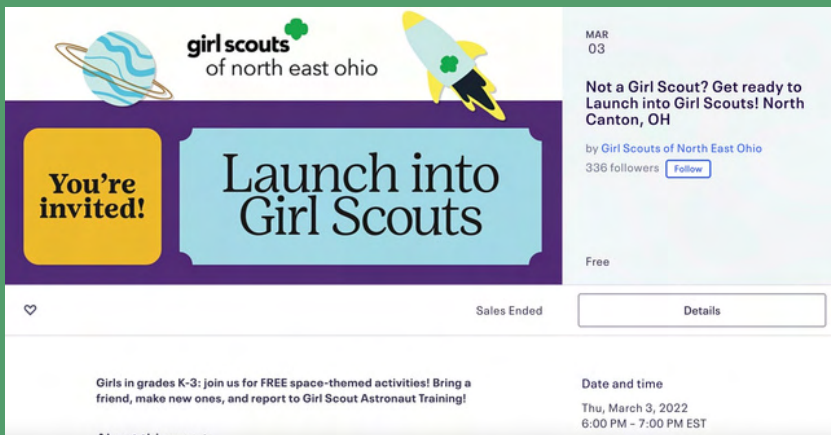 girl scouts
of north east ohio
You're
invited!
Launch into
Girl Scouts
MAR
03
Not a Girl Scout? Get ready to
Launch into Girl Scouts! North
Canton, OH
by Girl Scouts of North East Ohio
336 followers Follow
Free
Sales Ended
Details
Girls in grades K-3: join us for FREE space-themed activities! Bring a
friend, make new ones, and report to Girl Scout Astronaut Training!
Date and time
Thu, March 3, 2022
6:00 PM – 7:00 PM EST